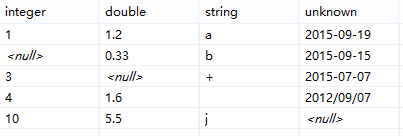 integer double string unknown
1 1.2 a 2015-09-19
<null> 0.33 b 2015-09-15
3 <null> + 2015-07-07
4 1.6 2012/09/07
10 5.5 j <null>